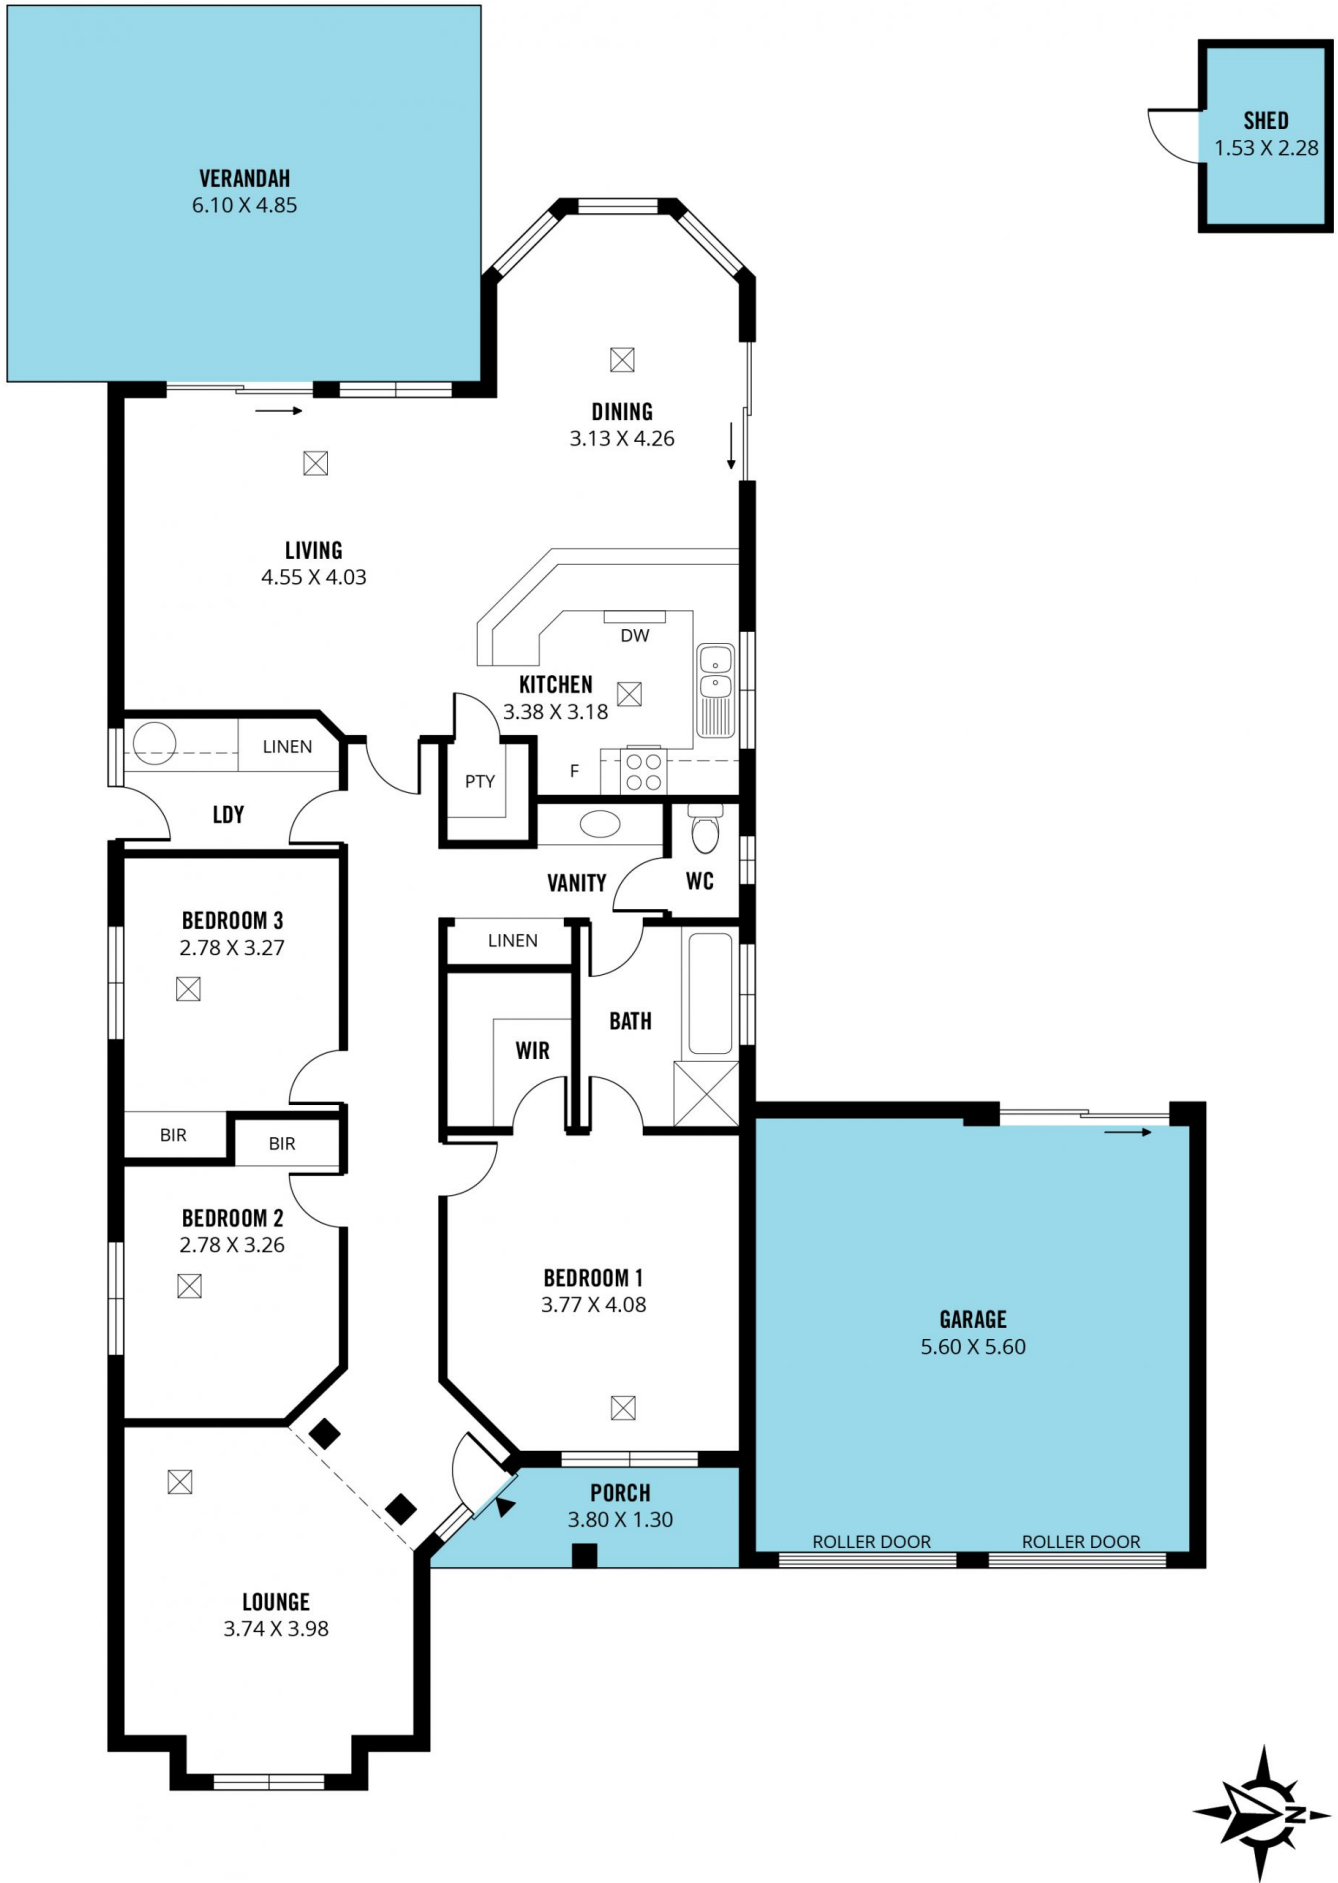 SHED
1.53 X 2.28
VERANDAH
6.10 X 4.85
DINING
3.13 X 4.26
LIVING
4.55 X 4.03
DW
KITCHEN
3.38 X 3.18
LINEN
F
PTY
LDY
VANITY
WC
BEDROOM 3
2.78 X 3.27
LINEN
BATH
WIR
BIR
BIR
BEDROOM 2
2.78 X 3.26
BEDROOM 1
3.77 X 4.08
GARAGE
5.60 X 5.60
PORCH
3.80 X 1.30
ROLLER DOOR
ROLLER DOOR
LOUNGE
3.74 X 3.98
N